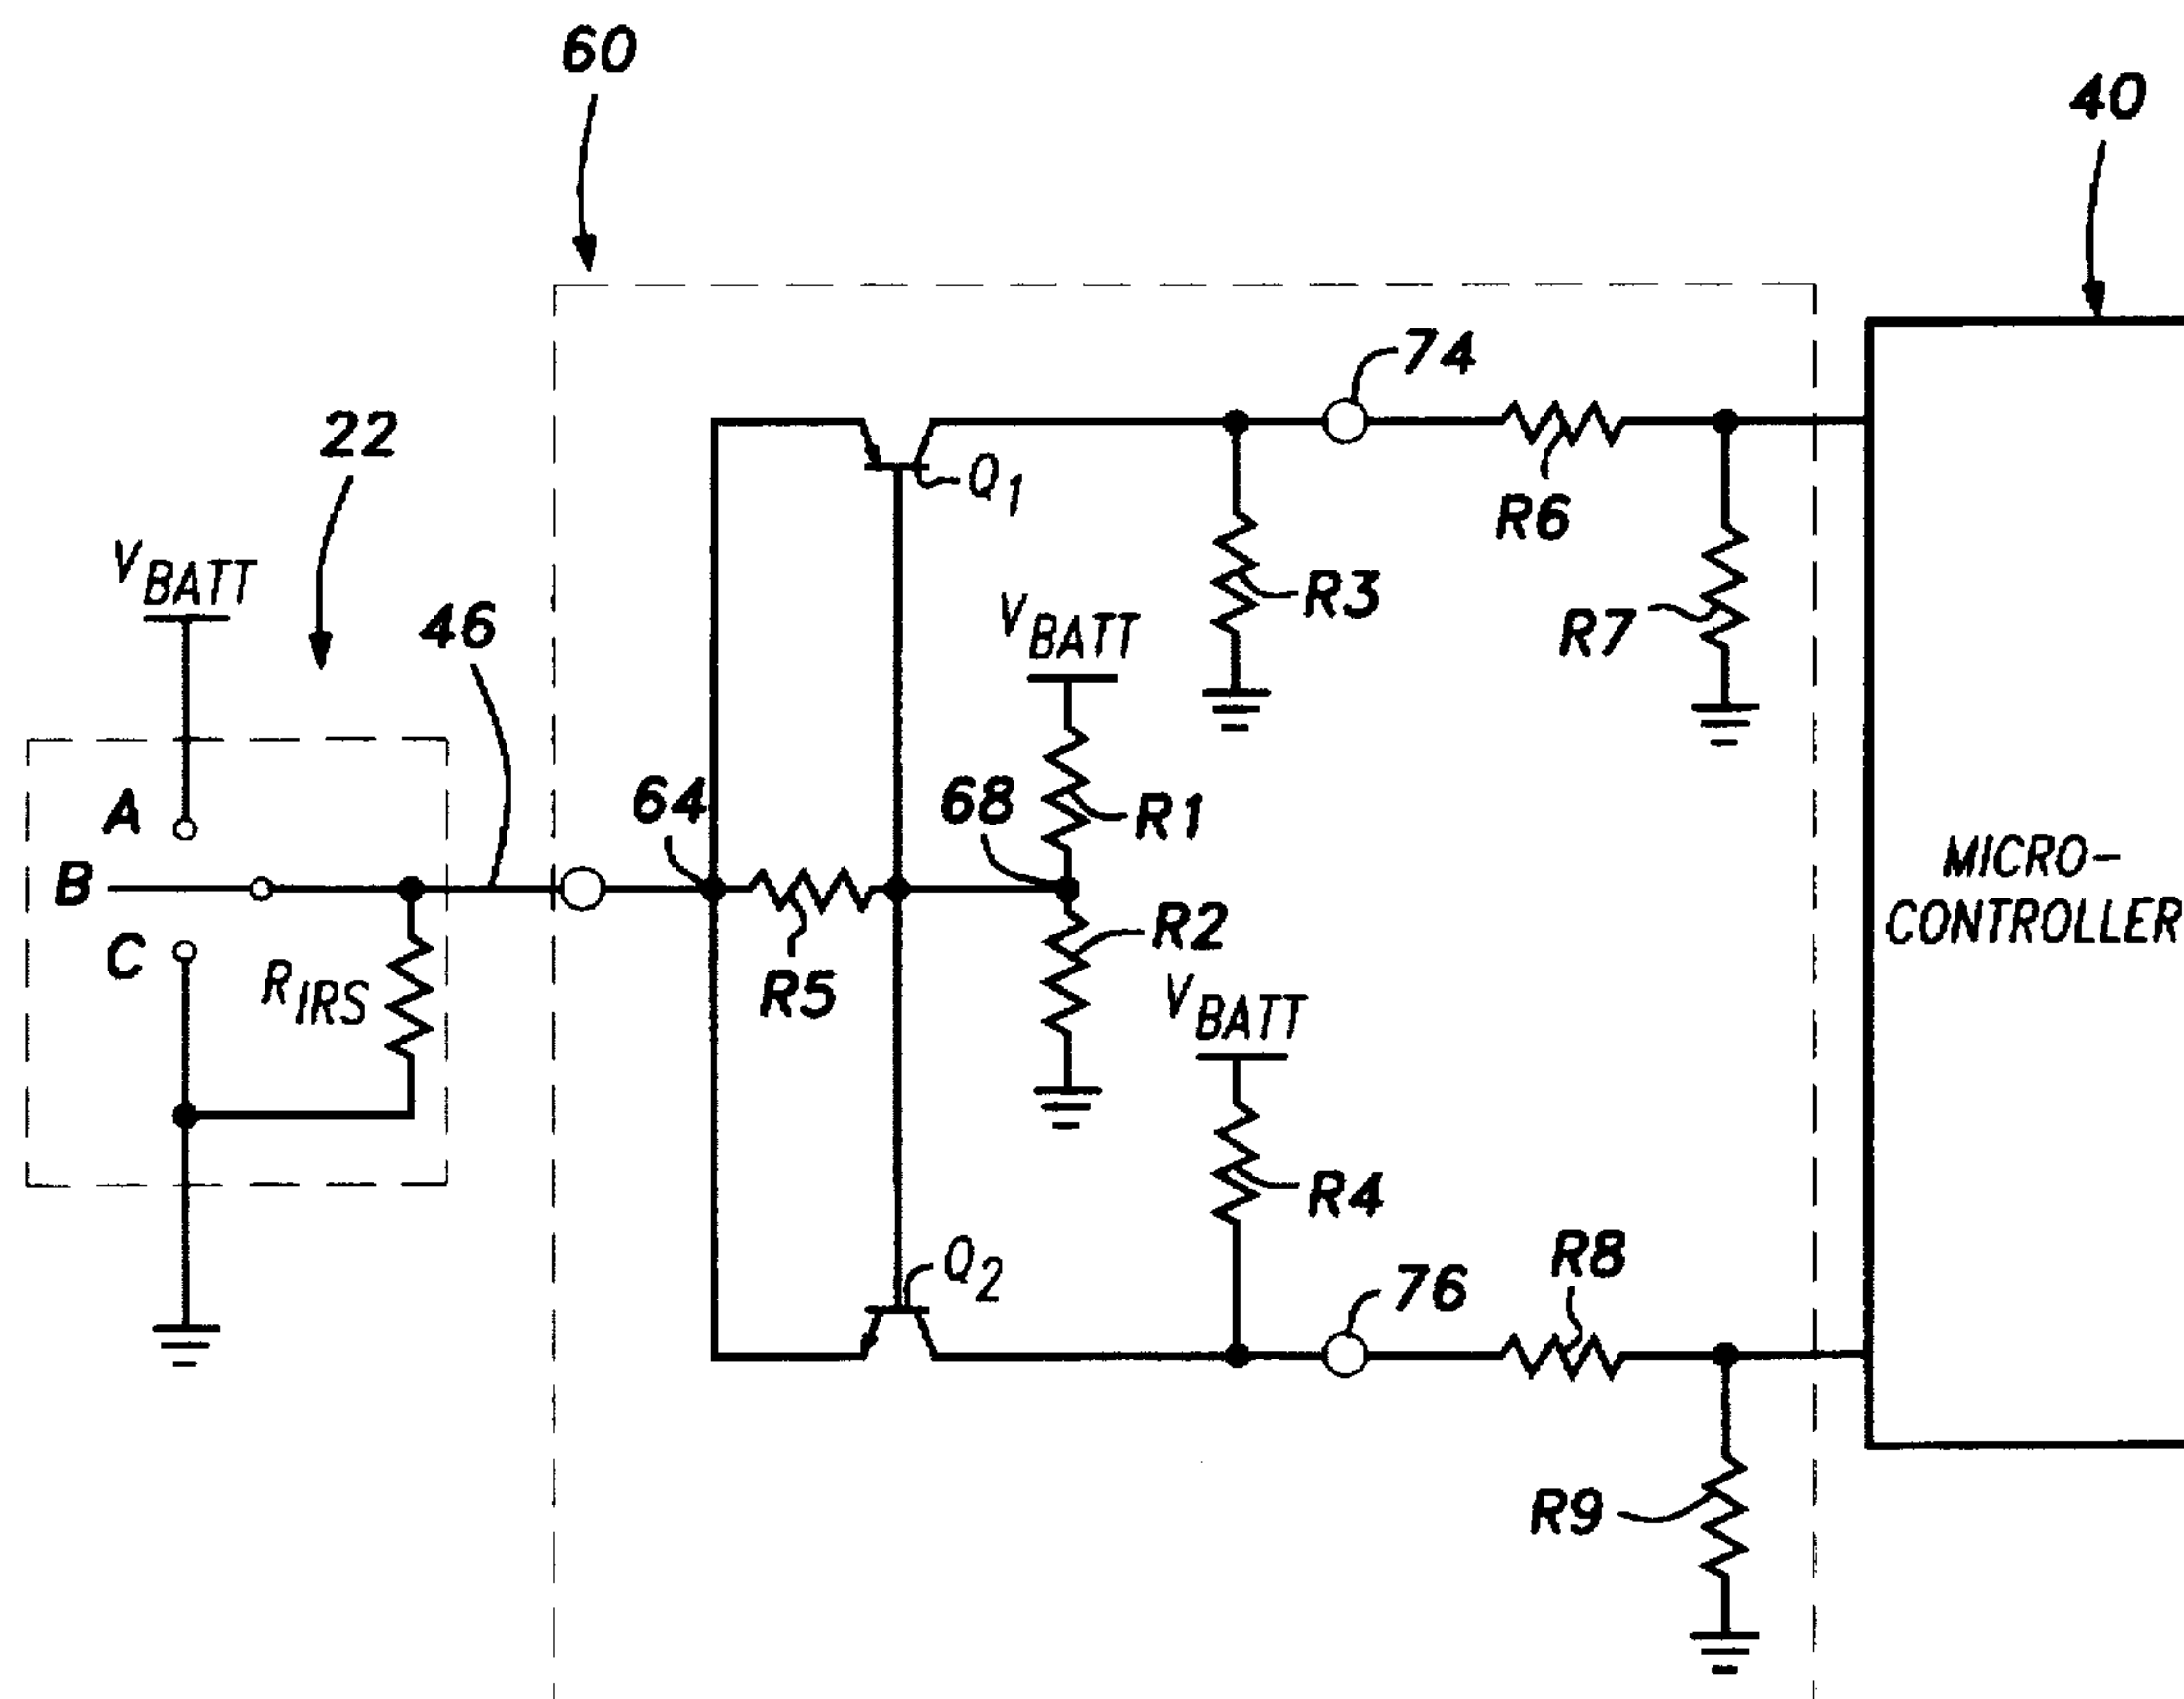 60
40
74
22
Q1
R6
VBATT
R3
VBATT
R7
46
A
64
68
R1
MICRO-
CONTROLLER
B
R2
C
RIRS
R5
VBATT
R4
Q2
76
R8
R9